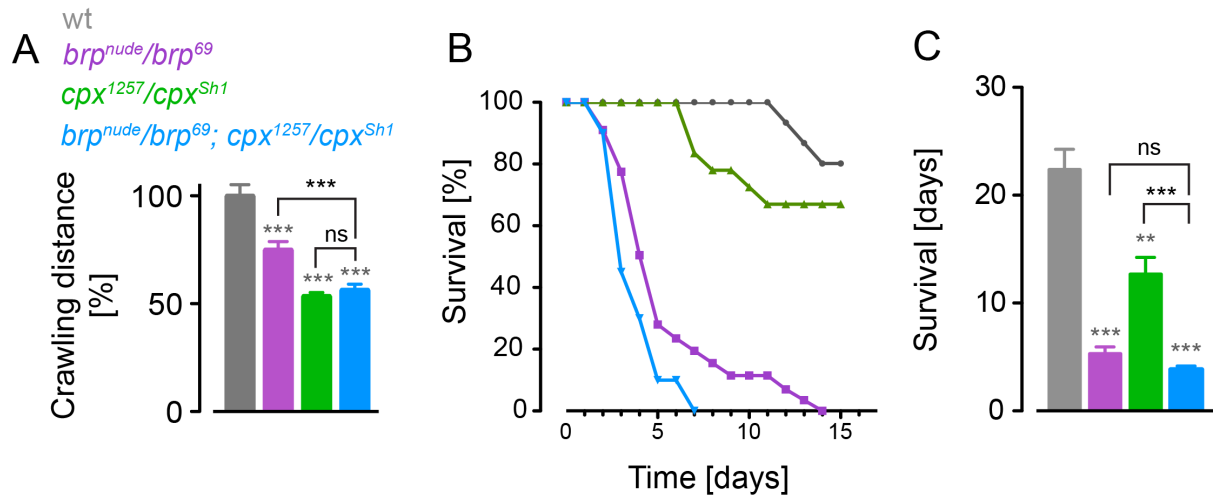 wt
A
brp^nude/brp^69
cpx^1257/cpx^Sh1
brp^nude/brp^69; cpx^1257/cpx^Sh1
Crawling distance
[%]
100
50
0
***
***
***
***
ns
B
Survival [%]
100
80
60
40
20
0
0
5
10
15
Time [days]
C
Survival [days]
30
20
10
0
ns
***
**
***
***